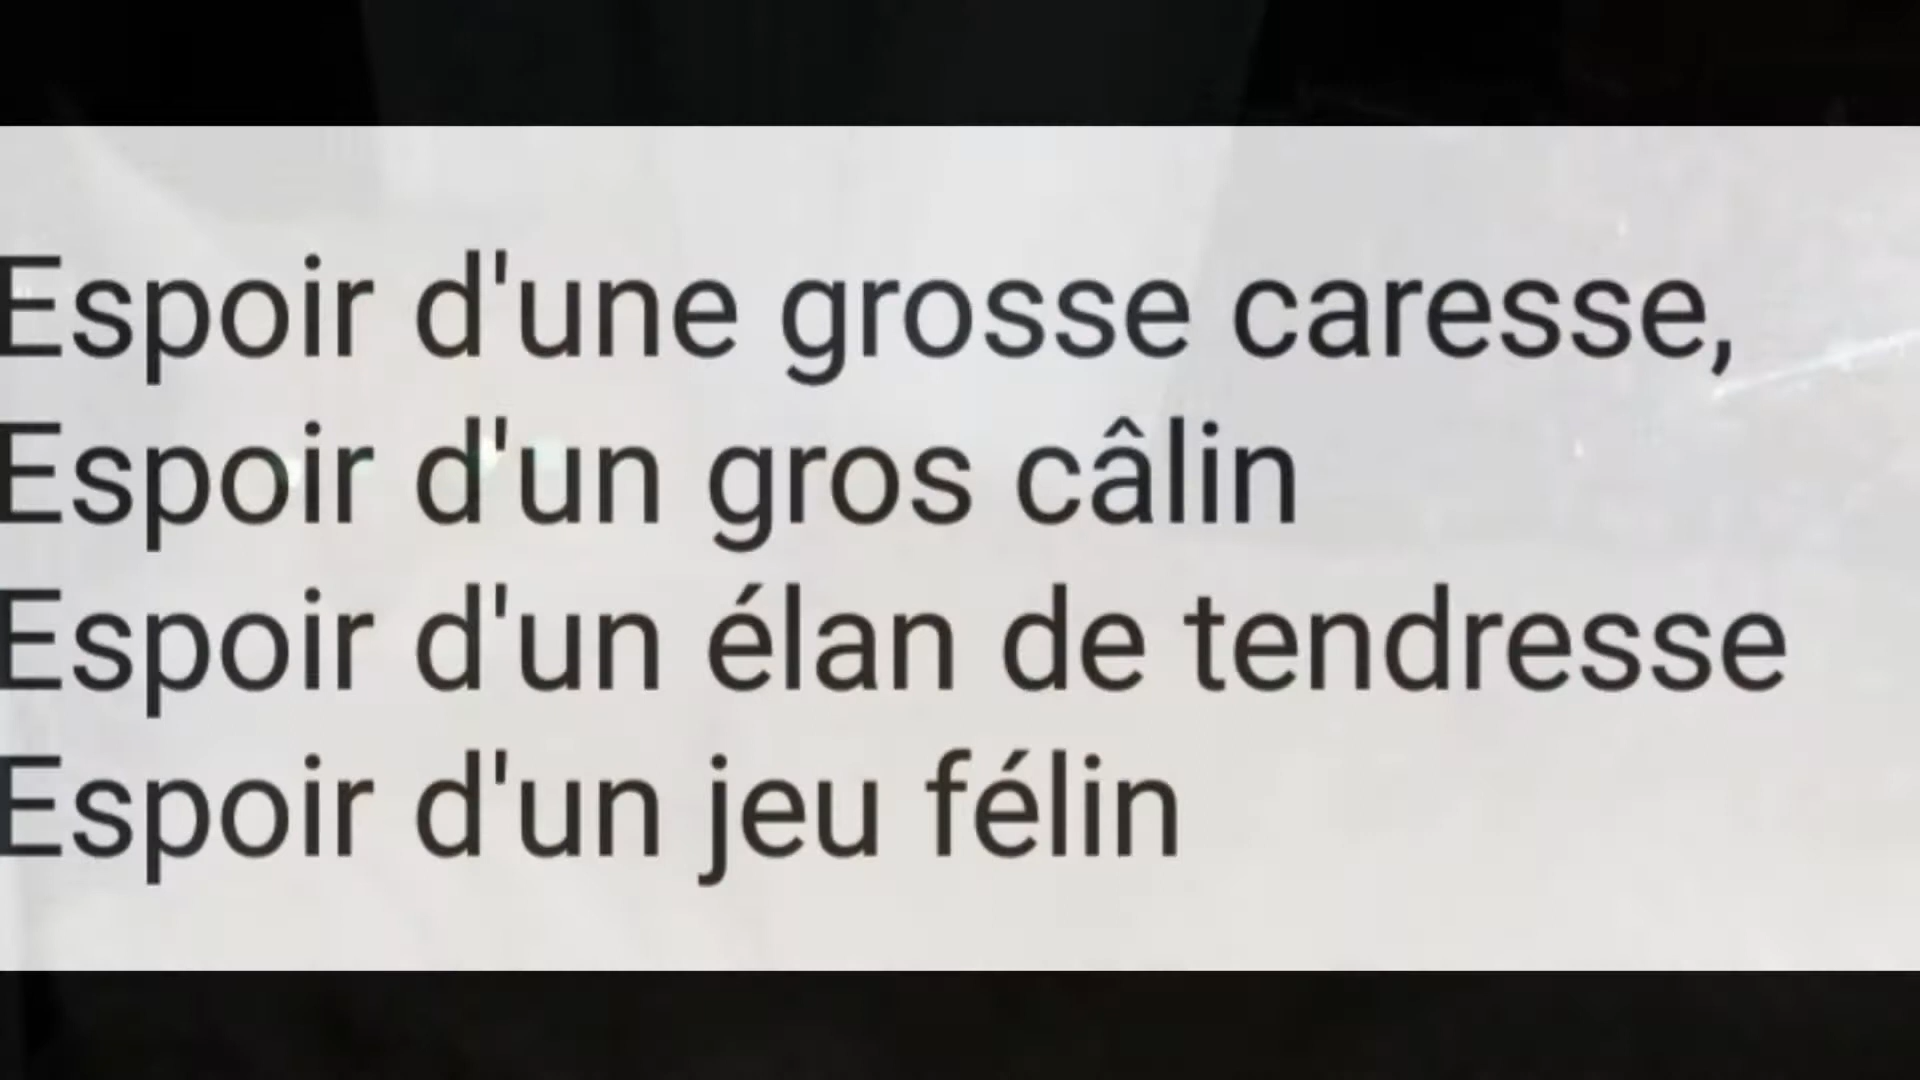 Espoir d'une grosse caresse,
Espoir d'un gros câlin
Espoir d'un élan de tendresse
Espoir d'un jeu félin